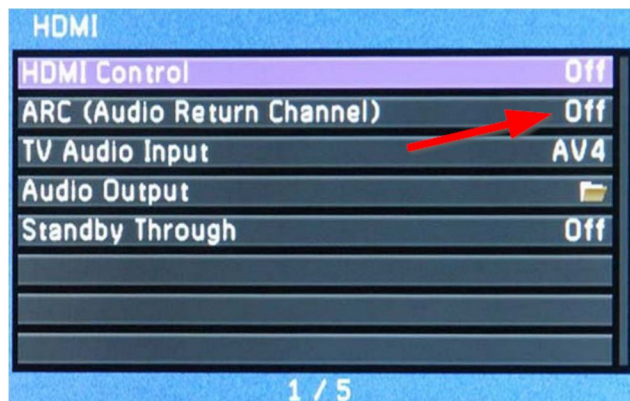 HDMI
HDMI Control Off
ARC (Audio Return Channel) Off
TV Audio Input AV4
Audio Output
Standby Through Off
1 / 5